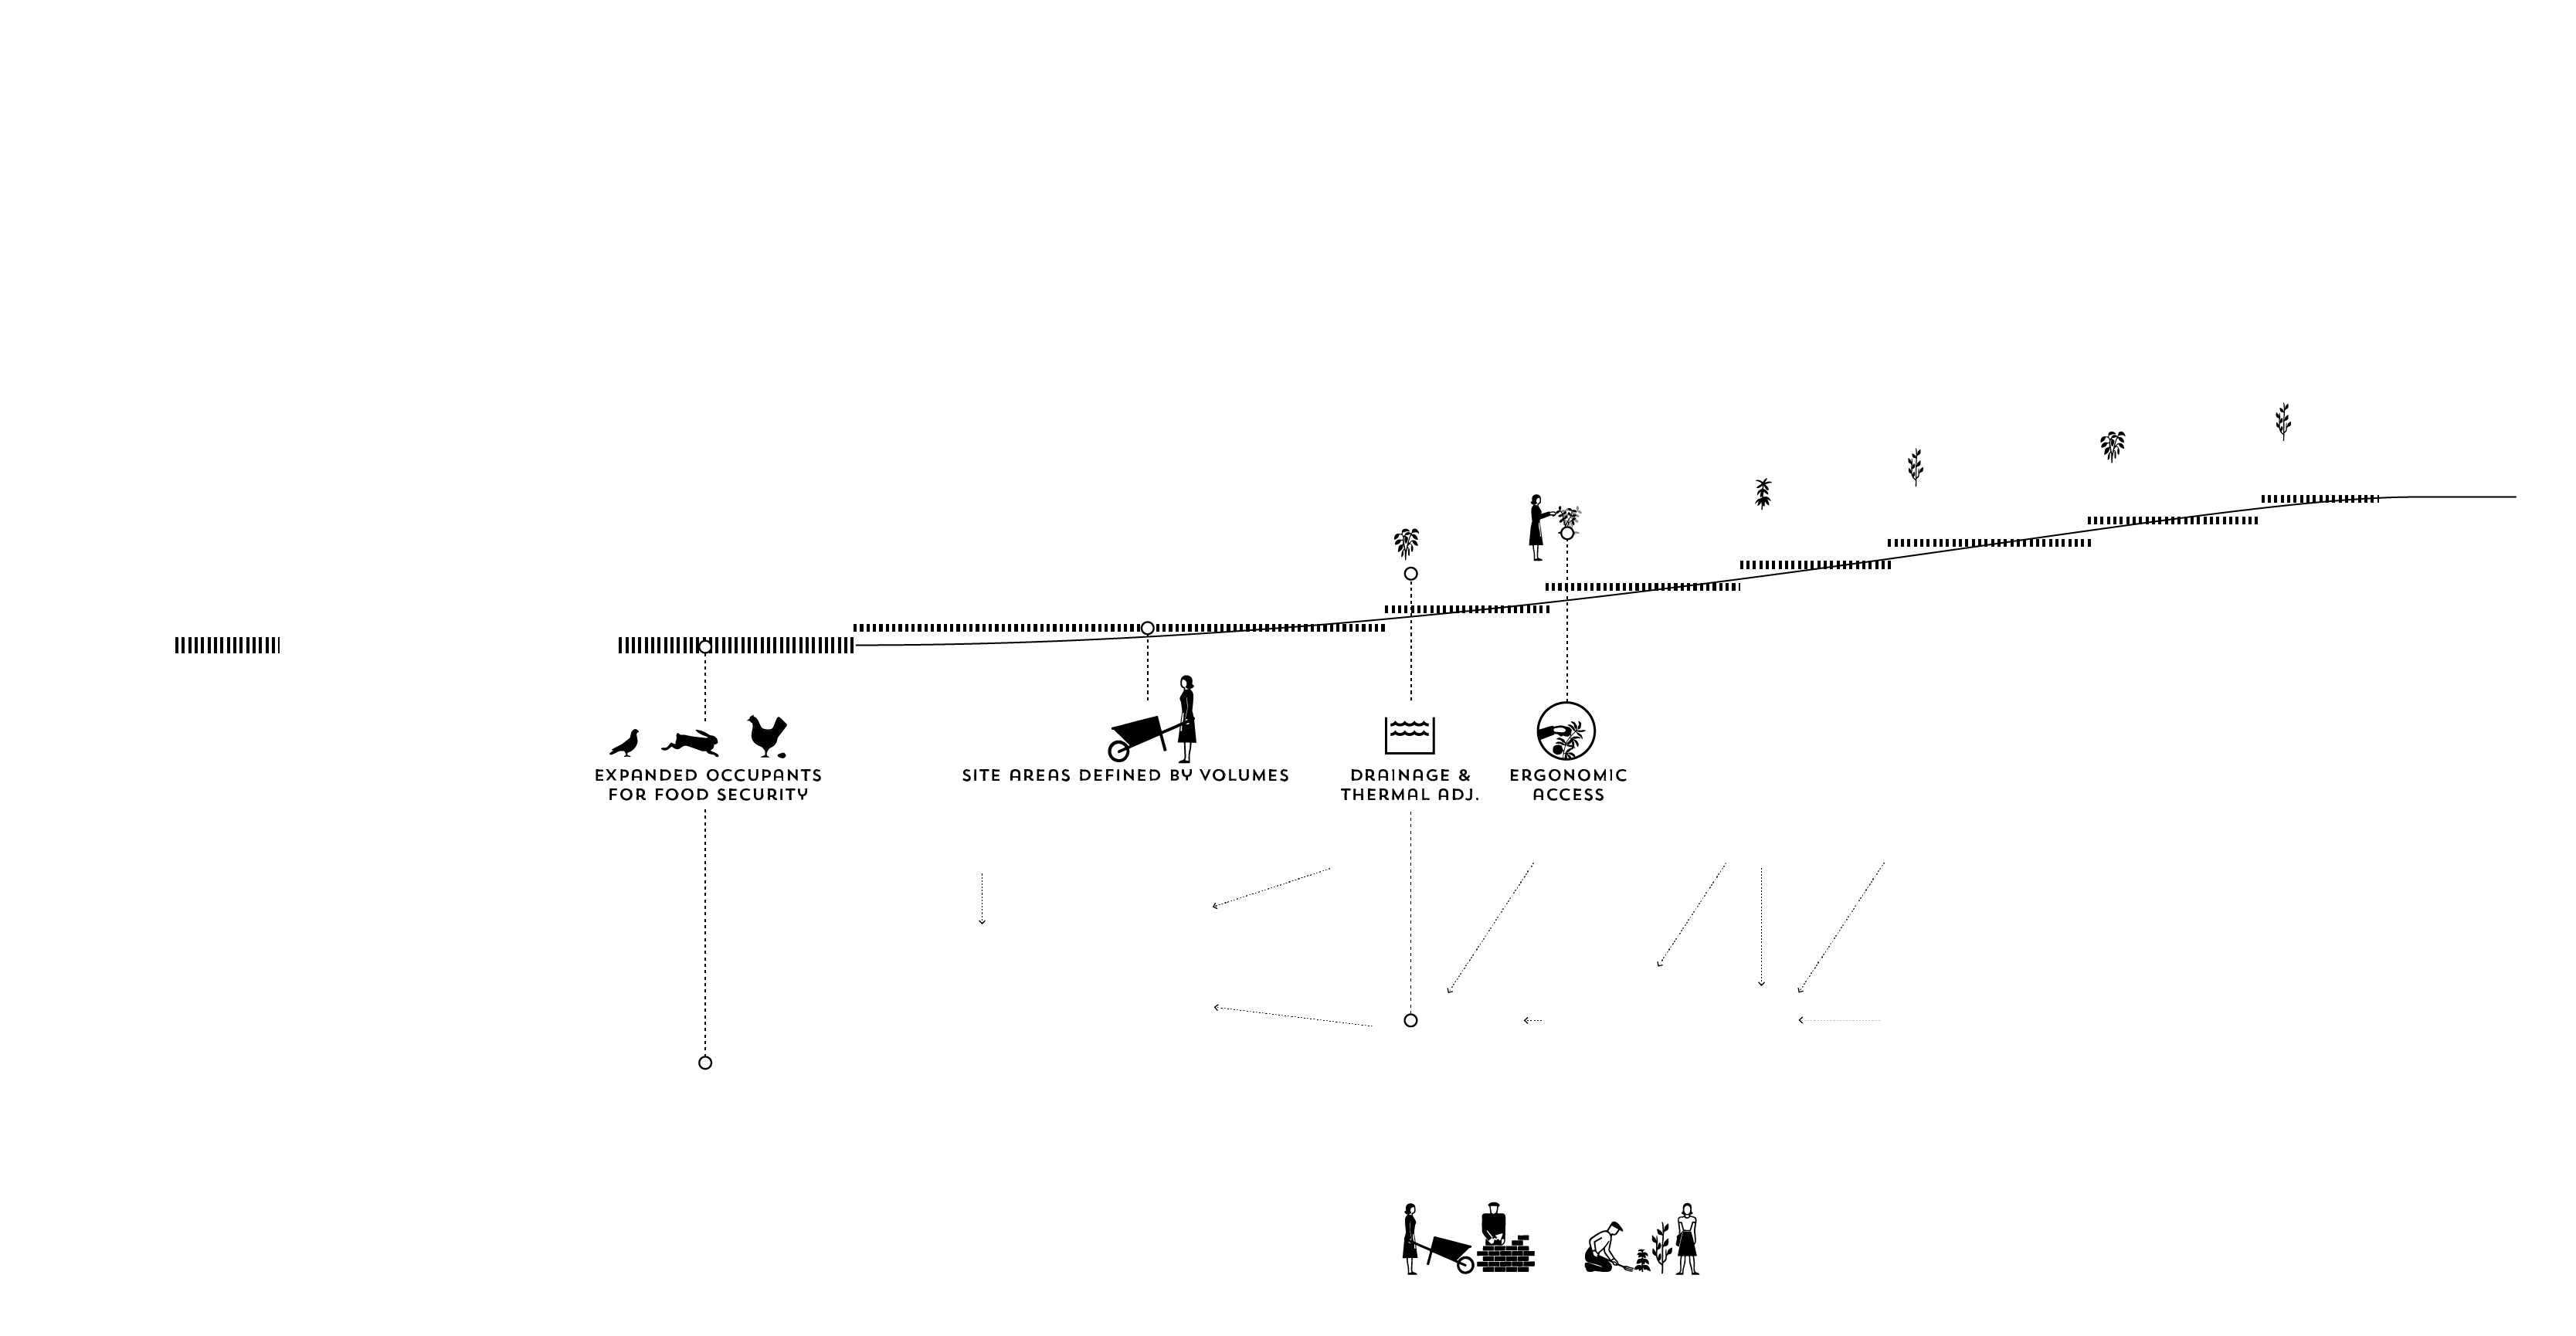 EXPANDED OCCUPANTS
FOR FOOD SECURITY
SITE AREAS DEFINED BY VOLUMES
DRAINAGE &
THERMAL ADJ.
ERGONOMIC
ACCESS